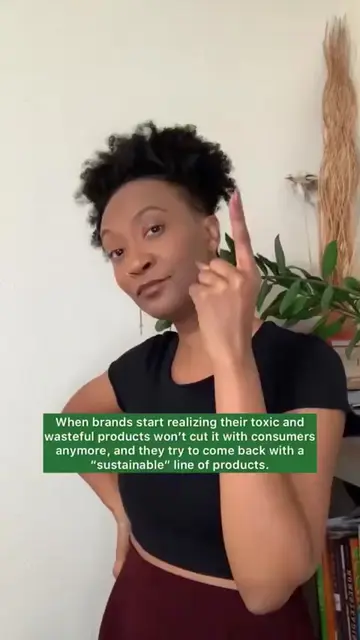 When brands start realizing their toxic and
wasteful products won’t cut it with consumers
anymore, and they try to come back with a
“sustainable” line of products.